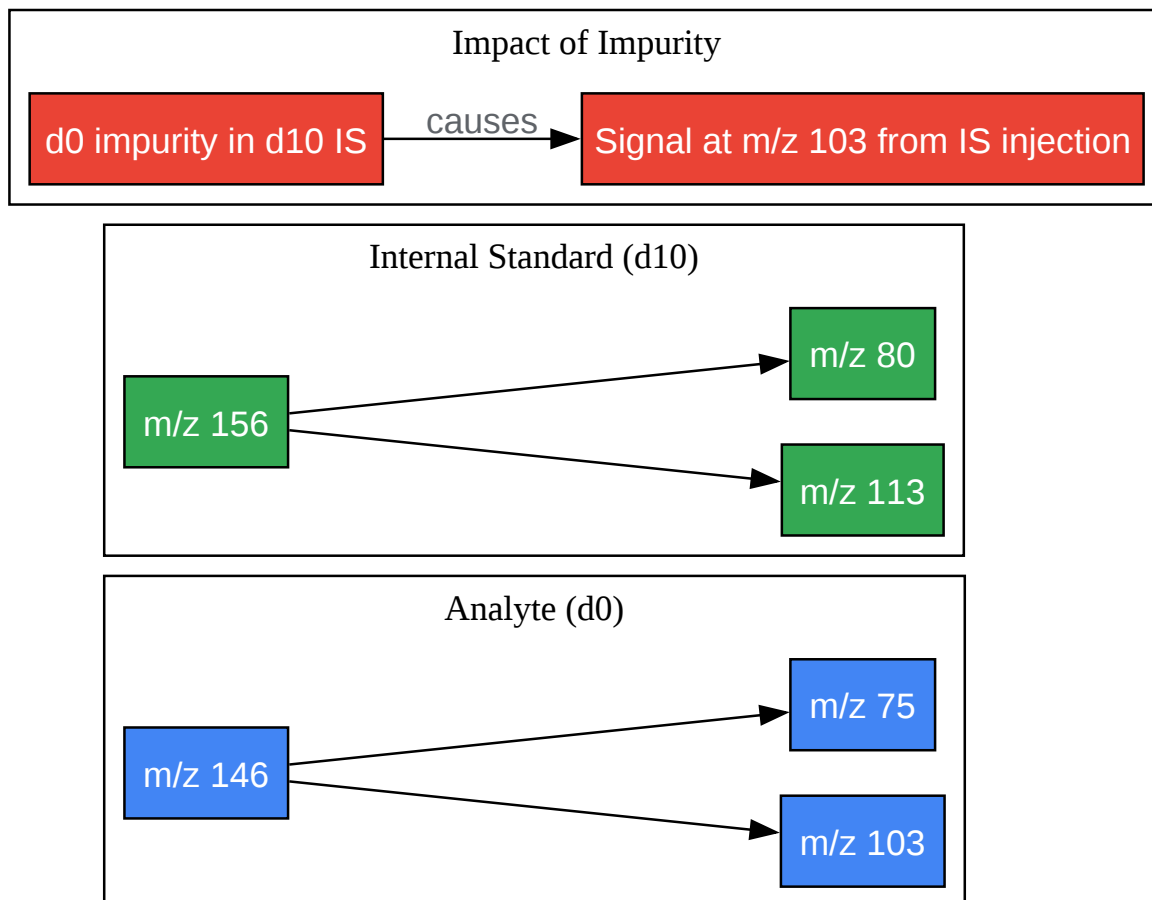 Impact of Impurity
d0 impurity in d10 IS
causes
Signal at m/z 103 from IS injection
Internal Standard (d10)
m/z 156
m/z 80
m/z 113
Analyte (d0)
m/z 146
m/z 75
m/z 103